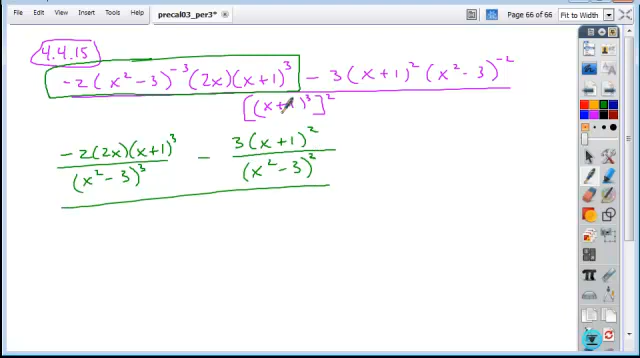 File Edit View Insert Format Help
precal03_per3*
Page 66 of 66
Fit to Width
4.4.15
-2(x²-3)⁻³(2x)(x+1)³ - 3(x+1)²(x²-3)⁻²
[(x+1)³]²
-2(2x)(x+1)³ - 3(x+1)²
(x²-3)³ (x²-3)²